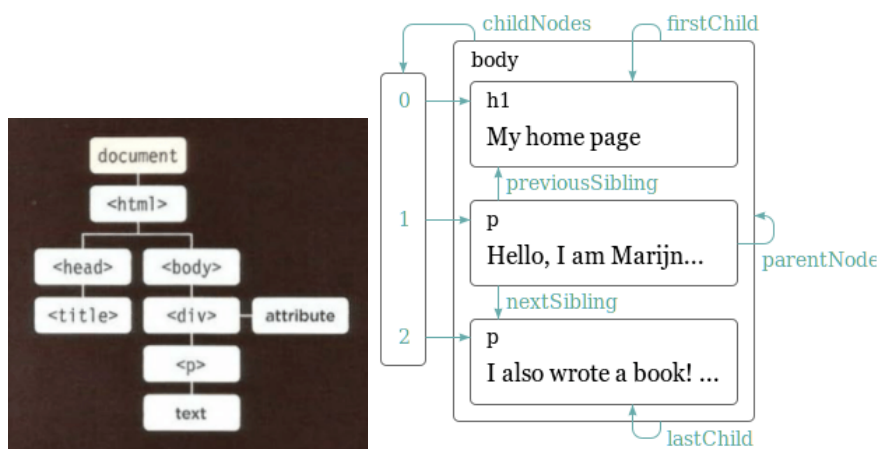 document
<html>
<head>
<body>
<title>
<div>
attribute
<p>
text
childNodes
firstChild
body
0
h1
My home page
previousSibling
1
p
Hello, I am Marijn...
parentNode
nextSibling
2
p
I also wrote a book! ...
lastChild